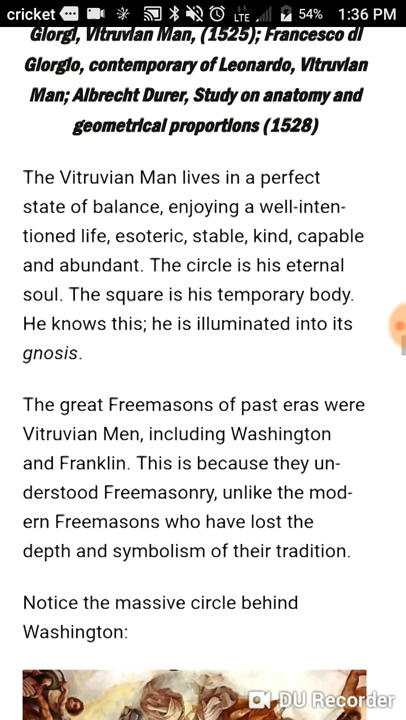 cricket LTE 54% 1:36 PM
Giorgi, Vitruvian Man, (1525); Francesco di
Giorgio, contemporary of Leonardo, Vitruvian
Man; Albrecht Durer, Study on anatomy and
geometrical proportions (1528)
The Vitruvian Man lives in a perfect
state of balance, enjoying a well-inten-
tioned life, esoteric, stable, kind, capable
and abundant. The circle is his eternal
soul. The square is his temporary body.
He knows this; he is illuminated into its
gnosis.
The great Freemasons of past eras were
Vitruvian Men, including Washington
and Franklin. This is because they un-
derstood Freemasonry, unlike the mod-
ern Freemasons who have lost the
depth and symbolism of their tradition.
Notice the massive circle behind
Washington:
DU Recorder